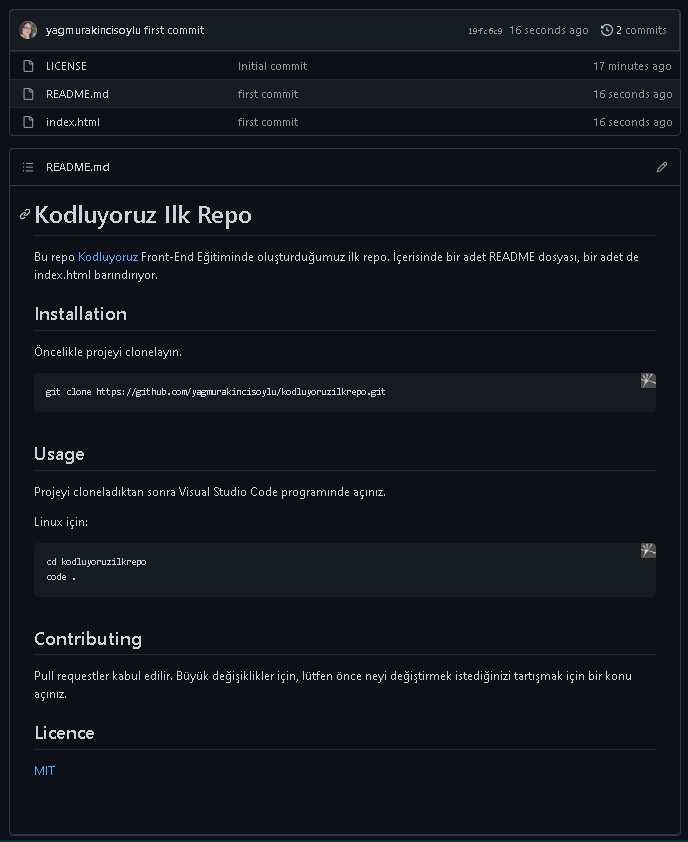 yagmurakincisoylu first commit 19fc6c9 16 seconds ago 2 commits
LICENSE Initial commit 17 minutes ago
README.md first commit 16 seconds ago
index.html first commit 16 seconds ago
README.md
Kodluyoruz Ilk Repo
Bu repo Kodluyoruz Front-End Eğitiminde oluşturduğumuz ilk repo. İçerisinde bir adet README dosyası, bir adet de
index.html barındırıyor.
Installation
Öncelikle projeyi clonelayın.
git clone https://github.com/yagmurakincisoylu/kodluyoruzilkrepo.git
Usage
Projeyi cloneladıktan sonra Visual Studio Code programınde açınız.
Linux için:
cd kodluyoruzilkrepo
code .
Contributing
Pull requestler kabul edilir. Büyük değişiklikler için, lütfen önce neyi değiştirmek istediğinizi tartışmak için bir konu
açınız.
Licence
MIT